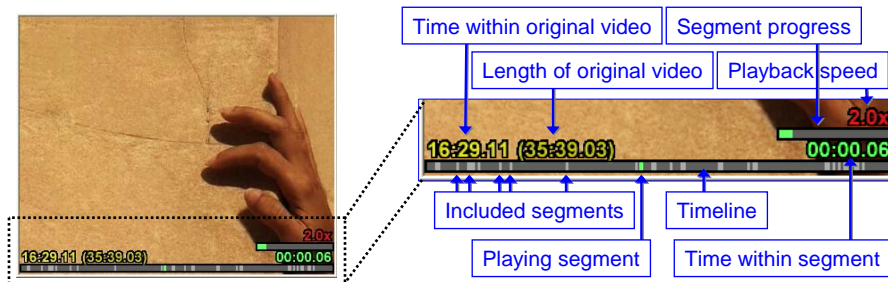 Time within original video
Segment progress
Length of original video
Playback speed
2.0x
16:29.11 (35:39.03)
00:00.06
Included segments
Timeline
Playing segment
Time within segment
2.0x
16:29.11 (35:39.03)
00:00.06